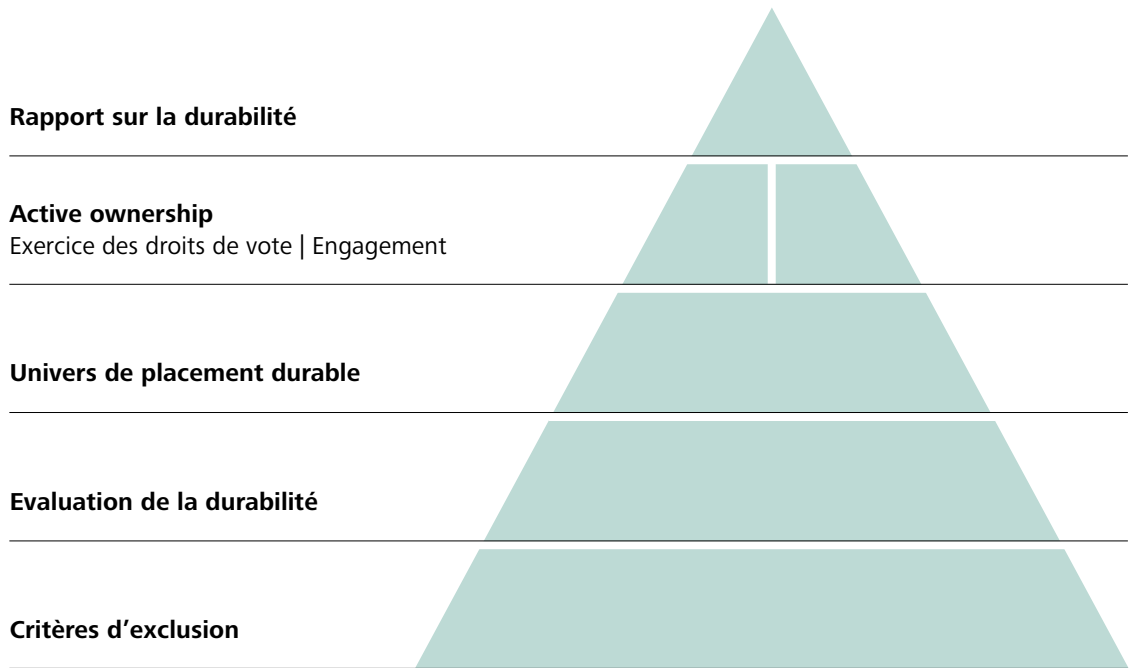 Rapport sur la durabilité
Active ownership
Exercice des droits de vote | Engagement
Univers de placement durable
Evaluation de la durabilité
Critères d’exclusion